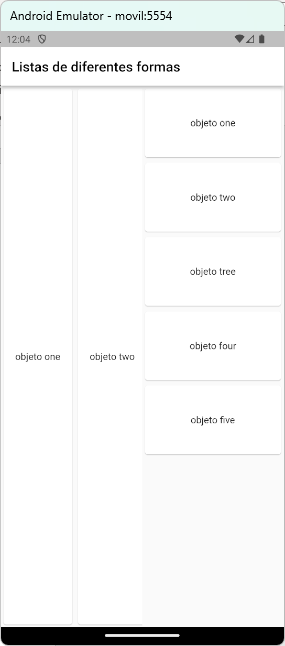 Android Emulator - movil:5554
12:04
Listas de diferentes formas
objeto one
objeto two
objeto one
objeto two
objeto tree
objeto four
objeto five